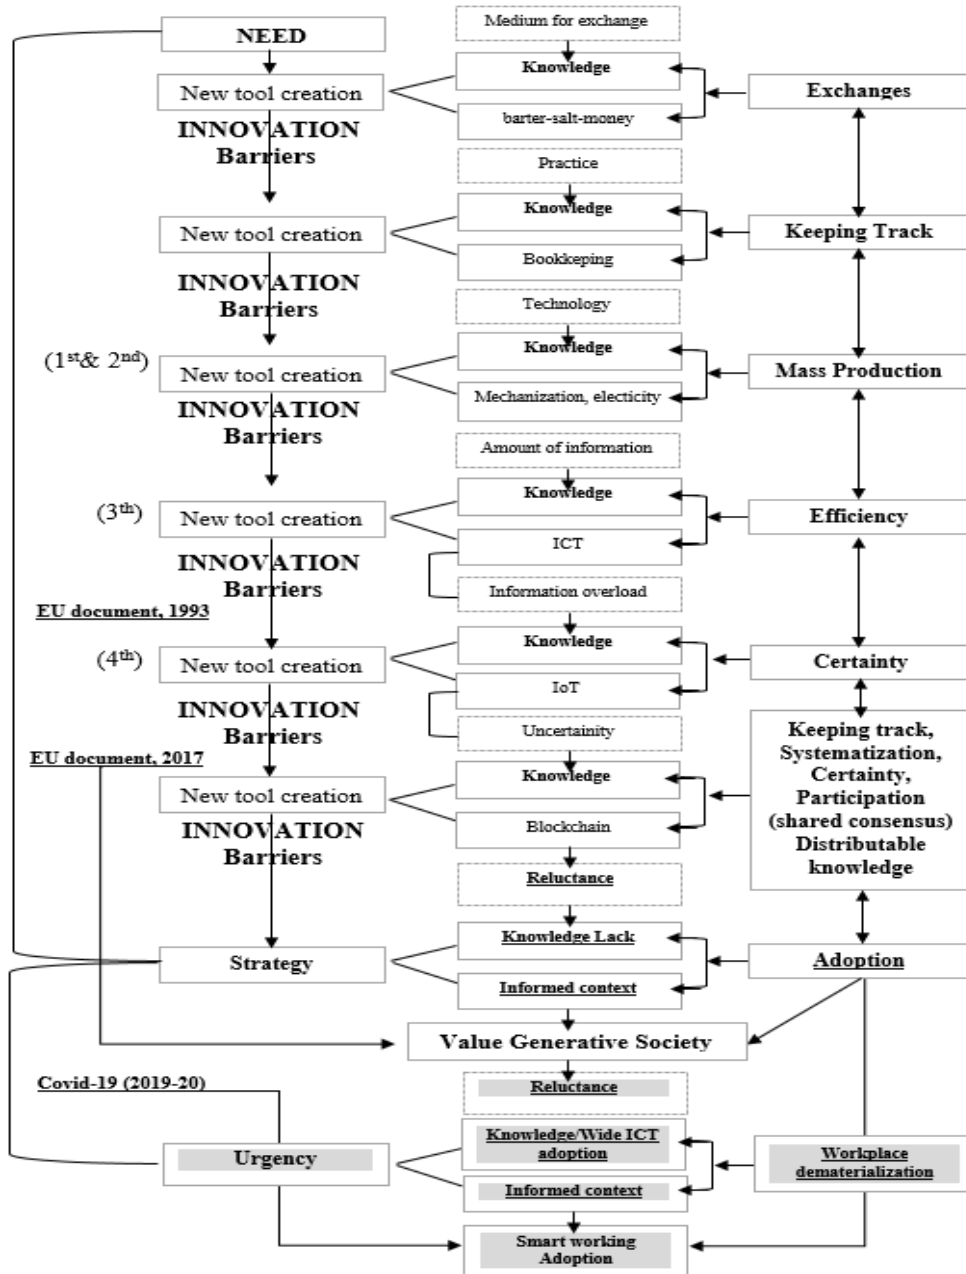 Medium for exchange
NEED
Knowledge
New tool creation
Exchanges
barter-salt-money
INNOVATION
Barriers
Practice
Knowledge
New tool creation
Keeping Track
Bookkeping
INNOVATION
Barriers
Technology
(1st& 2nd)
Knowledge
New tool creation
Mass Production
Mechanization, electicity
INNOVATION
Barriers
Amount of information
Knowledge
(3th)
New tool creation
Efficiency
ICT
INNOVATION
Barriers
Information overload
EU document, 1993
Knowledge
(4th)
New tool creation
Certainty
IoT
INNOVATION
Barriers
Uncertainity
Keeping track,
Systematization,
Certainty,
Participation
(shared consensus)
Distributable
knowledge
EU document, 2017
Knowledge
New tool creation
Blockchain
INNOVATION
Barriers
Reluctance
Knowledge Lack
Strategy
Adoption
Informed context
Value Generative Society
Covid-19 (2019-20)
Reluctance
Knowledge/Wide ICT
adoption
Urgency
Workplace
dematerialization
Informed context
Smart working
Adoption